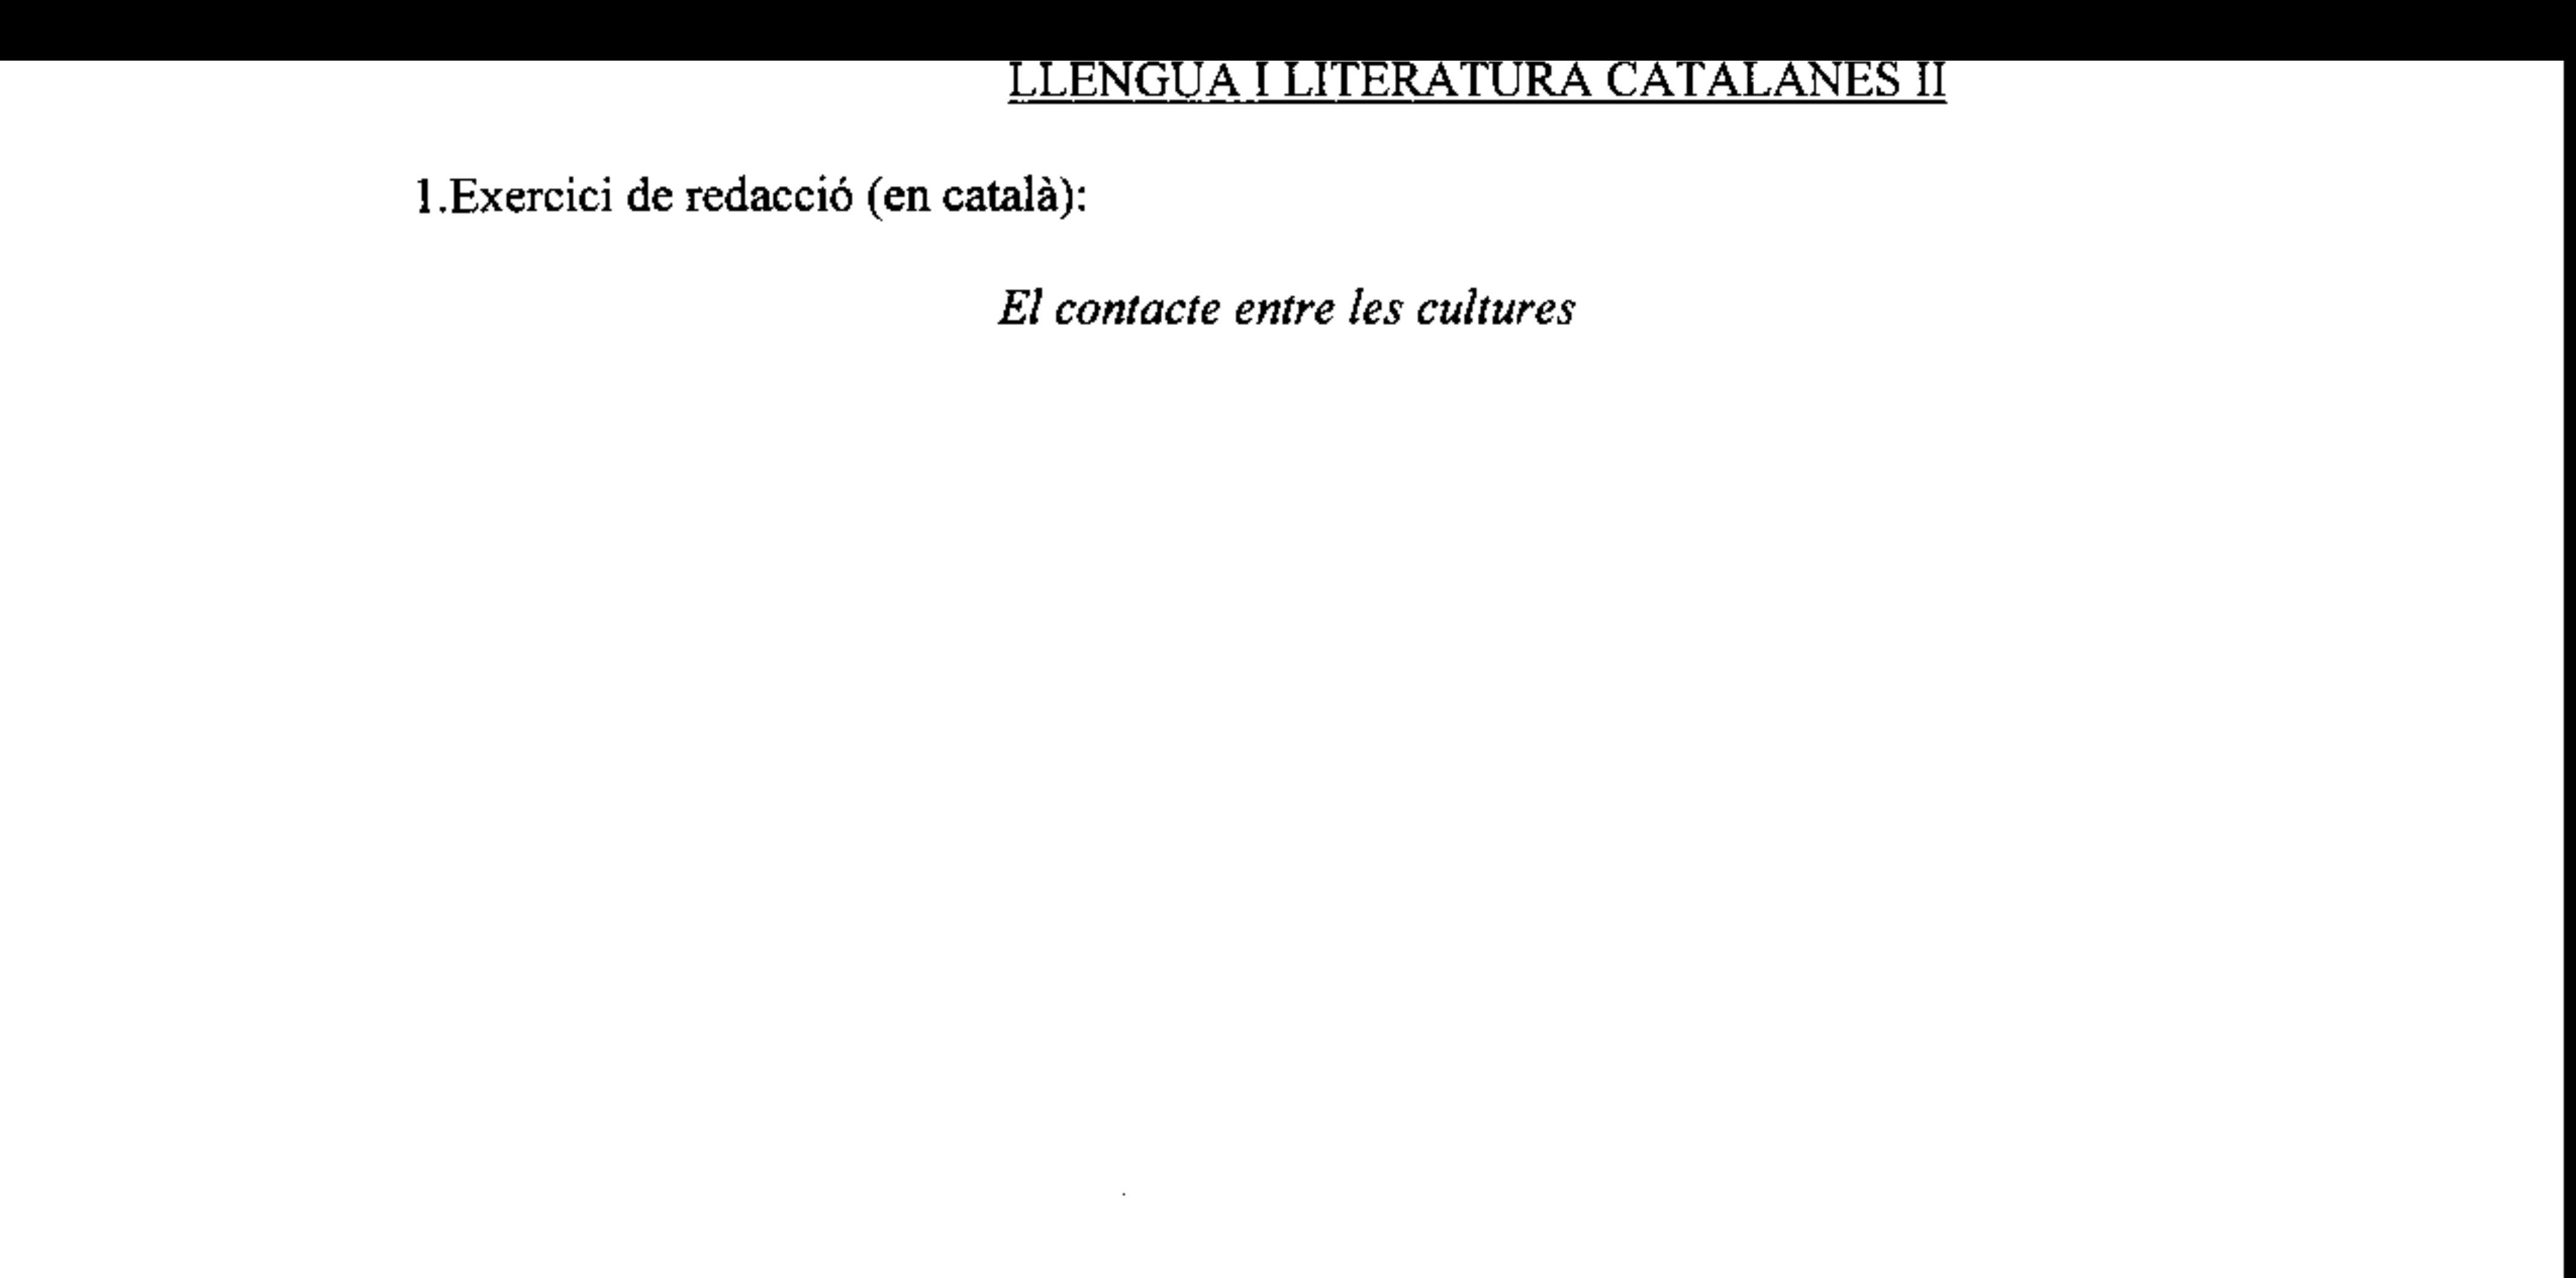 LLENGUA I LITERATURA CATALANES II
1.Exercici de redacció (en català):
El contacte entre les cultures